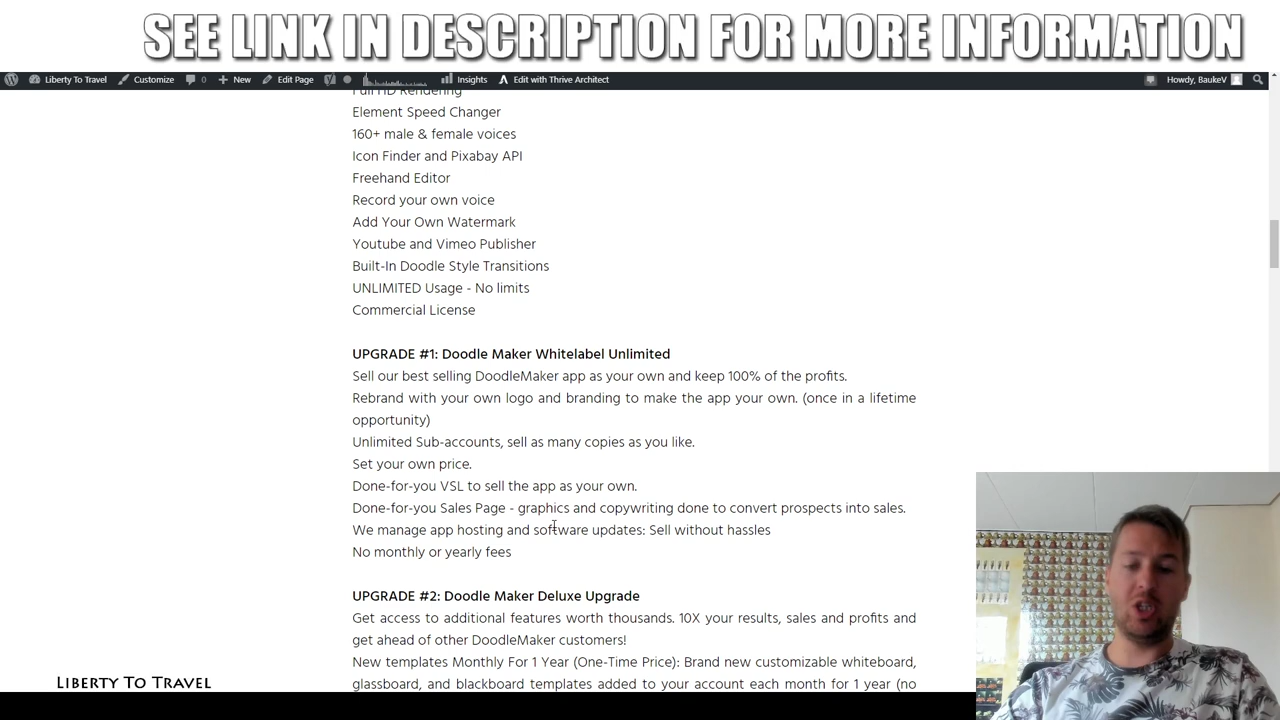 SEE LINK IN DESCRIPTION FOR MORE INFORMATION
Liberty To Travel Customize 0 New Edit Page Insights Edit with Thrive Architect Howdy, BaukeV
Full HD Rendering
Element Speed Changer
160+ male & female voices
Icon Finder and Pixabay API
Freehand Editor
Record your own voice
Add Your Own Watermark
Youtube and Vimeo Publisher
Built-In Doodle Style Transitions
UNLIMITED Usage - No limits
Commercial License
UPGRADE #1: Doodle Maker Whitelabel Unlimited
Sell our best selling DoodleMaker app as your own and keep 100% of the profits.
Rebrand with your own logo and branding to make the app your own. (once in a lifetime
opportunity)
Unlimited Sub-accounts, sell as many copies as you like.
Set your own price.
Done-for-you VSL to sell the app as your own.
Done-for-you Sales Page - graphics and copywriting done to convert prospects into sales.
We manage app hosting and software updates: Sell without hassles
No monthly or yearly fees
UPGRADE #2: Doodle Maker Deluxe Upgrade
Get access to additional features worth thousands. 10X your results, sales and profits and
get ahead of other DoodleMaker customers!
New templates Monthly For 1 Year (One-Time Price): Brand new customizable whiteboard,
glassboard, and blackboard templates added to your account each month for 1 year (no
LIBERTY TO TRAVEL